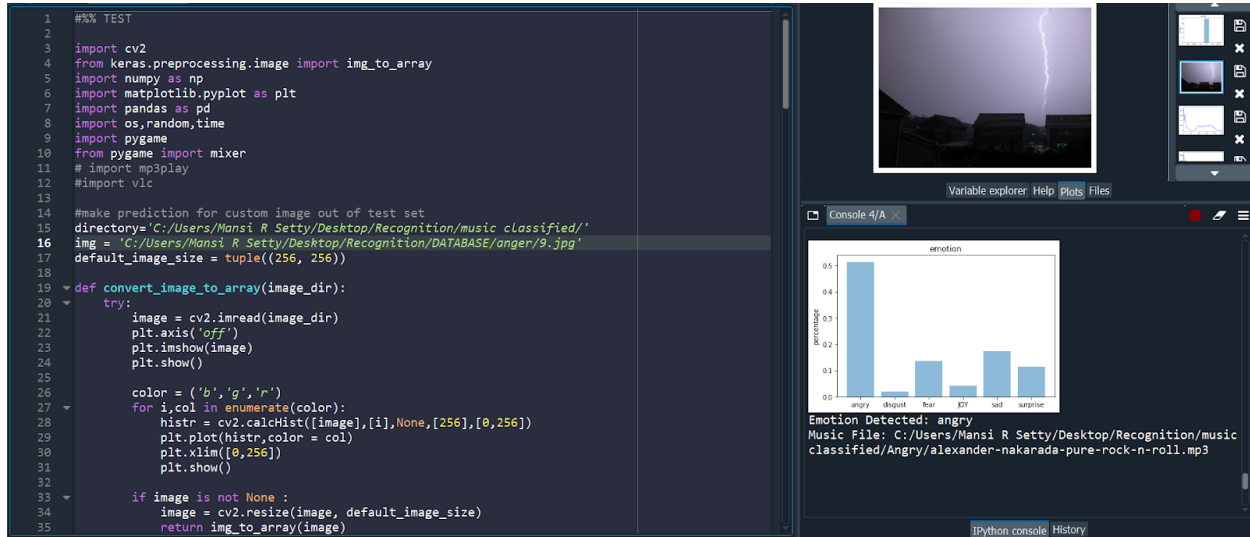 1 #%% TEST
2
3 import cv2
4 from keras.preprocessing.image import img_to_array
5 import numpy as np
6 import matplotlib.pyplot as plt
7 import pandas as pd
8 import os,random,time
9 import pygame
10 from pygame import mixer
11 # import mp3play
12 #import vlc
13
14 #make prediction for custom image out of test set
15 directory='C:/Users/Mansi R Setty/Desktop/Recognition/music classified/'
16 img = 'C:/Users/Mansi R Setty/Desktop/Recognition/DATABASE/anger/9.jpg'
17 default_image_size = tuple((256, 256))
18
19 def convert_image_to_array(image_dir):
20 try:
21 image = cv2.imread(image_dir)
22 plt.axis('off')
23 plt.imshow(image)
24 plt.show()
25
26 color = ('b','g','r')
27 for i,col in enumerate(color):
28 histr = cv2.calcHist([image],[i],None,[256],[0,256])
29 plt.plot(histr,color = col)
30 plt.xlim([0,256])
31 plt.show()
32
33 if image is not None :
34 image = cv2.resize(image, default_image_size)
35 return img_to_array(image)
Variable explorer Help Plots Files
Console 4/A
emotion
percentage
0.5
0.4
0.3
0.2
0.1
0.0
angry disgust fear JOY sad surprise
Emotion Detected: angry
Music File: C:/Users/Mansi R Setty/Desktop/Recognition/music
classified/Angry/alexander-nakarada-pure-rock-n-roll.mp3
IPython console History